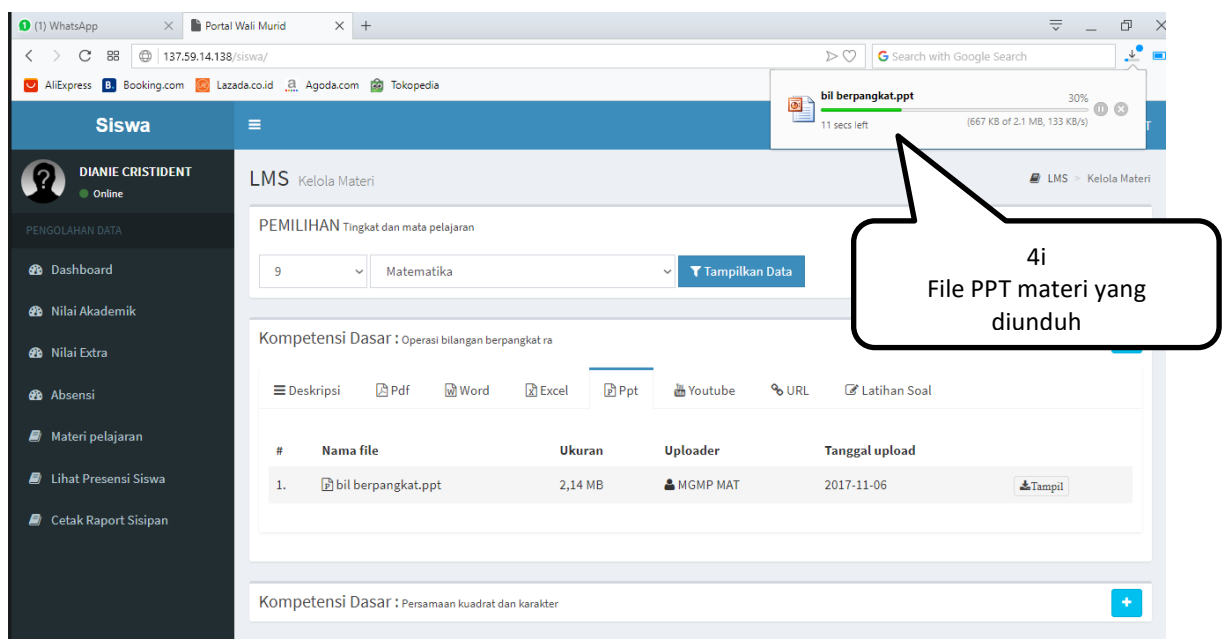 1 (1) WhatsApp
Portal Wali Murid
137.59.14.138/siswa/
Search with Google Search
AliExpress B. Booking.com Lazada.co.id a Agoda.com Tokopedia
bil berpangkat.ppt
30%
11 secs left
(667 KB of 2.1 MB, 133 KB/s)
Siswa
DIANIE CRISTIDENT
Online
LMS Kelola Materi
LMS > Kelola Materi
PENGOLAHAN DATA
Dashboard
Nilai Akademik
Nilai Extra
Absensi
Materi pelajaran
Lihat Presensi Siswa
Cetak Raport Sisipan
PEMILIHAN Tingkat dan mata pelajaran
9
Matematika
Tampilkan Data
4i
File PPT materi yang
diunduh
Kompetensi Dasar : Operasi bilangan berpangkat ra
Deskripsi Pdf Word Excel Ppt Youtube URL Latihan Soal
# Nama file Ukuran Uploader Tanggal upload
1. bil berpangkat.ppt 2,14 MB MGMP MAT 2017-11-06 Tampil
Kompetensi Dasar : Persamaan kuadrat dan karakter